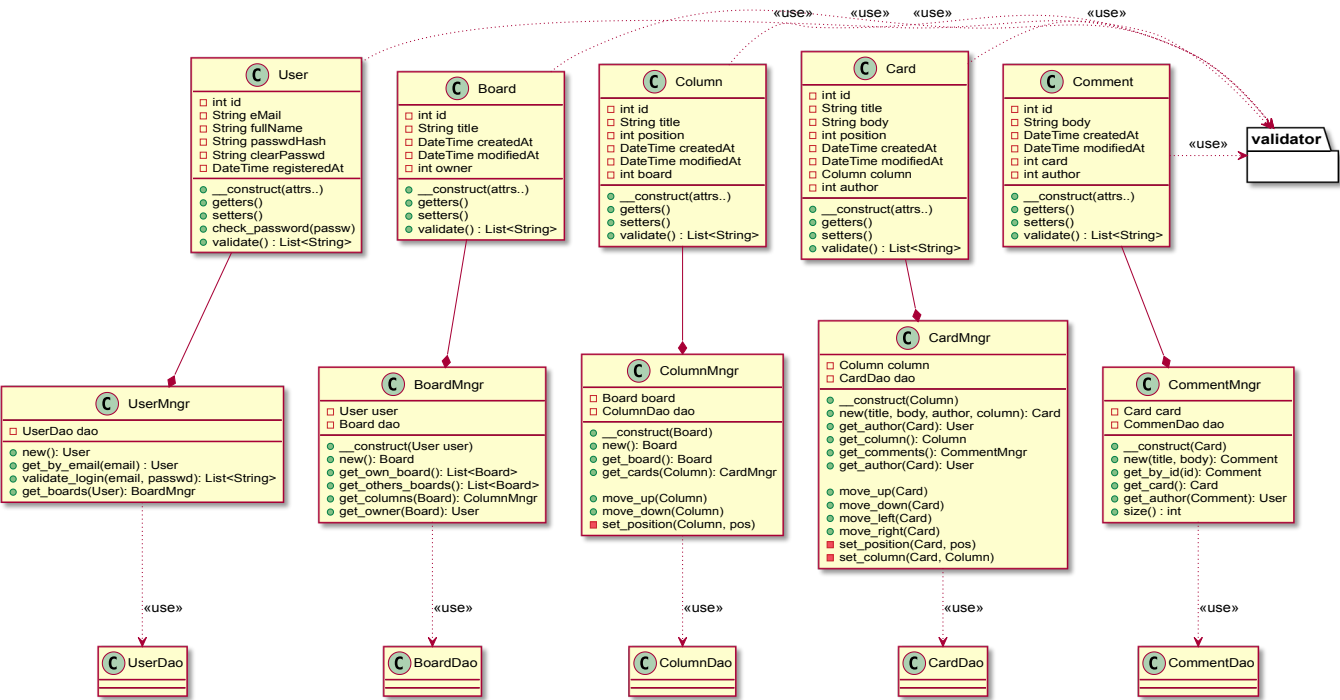 «use»
«use»
«use»
«use»
C User
int id
String eMail
String fullName
String passwdHash
String clearPasswd
DateTime registeredAt
__construct(attrs..)
getters()
setters()
check_password(passw)
validate() : List<String>
C Board
int id
String title
DateTime createdAt
DateTime modifiedAt
int owner
__construct(attrs..)
getters()
setters()
validate() : List<String>
C Column
int id
String title
int position
DateTime createdAt
DateTime modifiedAt
int board
__construct(attrs..)
getters()
setters()
validate() : List<String>
C Card
int id
String title
String body
int position
DateTime createdAt
DateTime modifiedAt
Column column
int author
__construct(attrs..)
getters()
setters()
validate() : List<String>
C Comment
int id
String body
DateTime createdAt
DateTime modifiedAt
int card
int author
__construct(attrs..)
getters()
setters()
validate() : List<String>
«use»
validator
C UserMngr
UserDao dao
new(): User
get_by_email(email) : User
validate_login(email, passwd): List<String>
get_boards(User): BoardMngr
C BoardMngr
User user
Board dao
__construct(User user)
new(): Board
get_own_board(): List<Board>
get_others_boards(): List<Board>
get_columns(Board): ColumnMngr
get_owner(Board): User
C ColumnMngr
Board board
ColumnDao dao
__construct(Board)
new(): Board
get_board(): Board
get_cards(Column): CardMngr
move_up(Column)
move_down(Column)
set_position(Column, pos)
C CardMngr
Column column
CardDao dao
__construct(Column)
new(title, body, author, column): Card
get_author(Card): User
get_column(): Column
get_comments(): CommentMngr
get_author(Card): User
move_up(Card)
move_down(Card)
move_left(Card)
move_right(Card)
set_position(Card, pos)
set_column(Card, Column)
C CommentMngr
Card card
CommenDao dao
__construct(Card)
new(title, body): Comment
get_by_id(id): Comment
get_card(): Card
get_author(Comment): User
size() : int
«use»
«use»
«use»
«use»
«use»
C UserDao
C BoardDao
C ColumnDao
C CardDao
C CommentDao